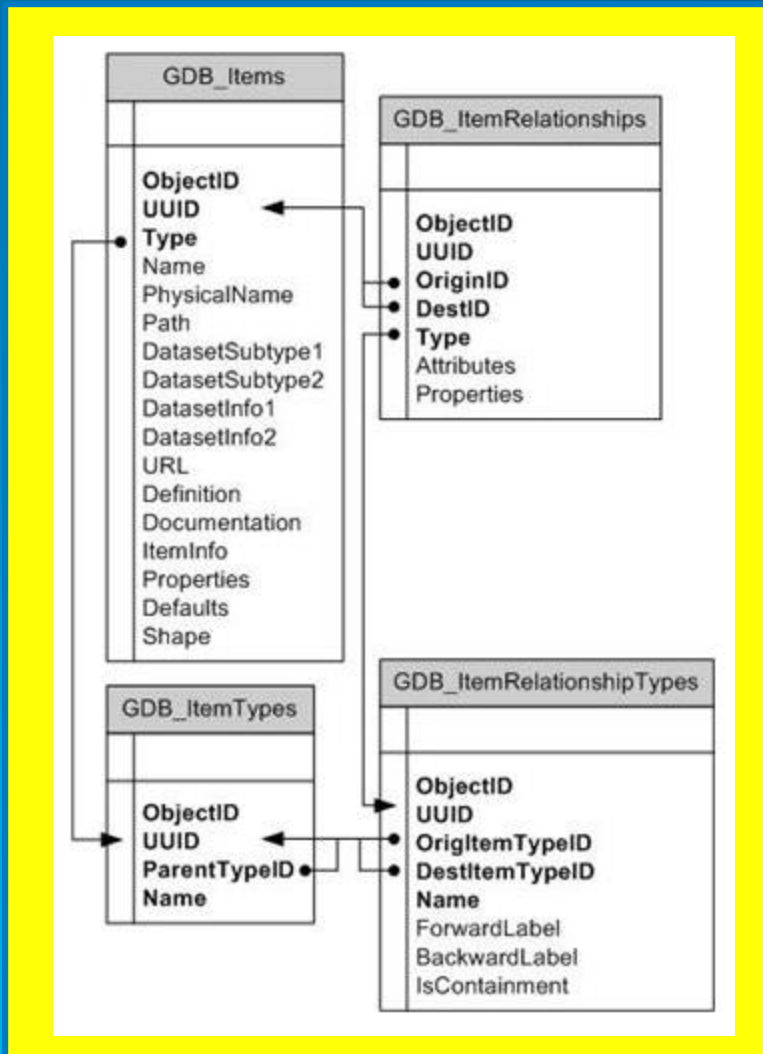 GDB_Items
ObjectID
UUID
Type
Name
PhysicalName
Path
DatasetSubtype1
DatasetSubtype2
DatasetInfo1
DatasetInfo2
URL
Definition
Documentation
ItemInfo
Properties
Defaults
Shape
GDB_ItemRelationships
ObjectID
UUID
OriginID
DestID
Type
Attributes
Properties
GDB_ItemTypes
ObjectID
UUID
ParentTypeID
Name
GDB_ItemRelationshipTypes
ObjectID
UUID
OrigItemTypeID
DestItemTypeID
Name
ForwardLabel
BackwardLabel
IsContainment